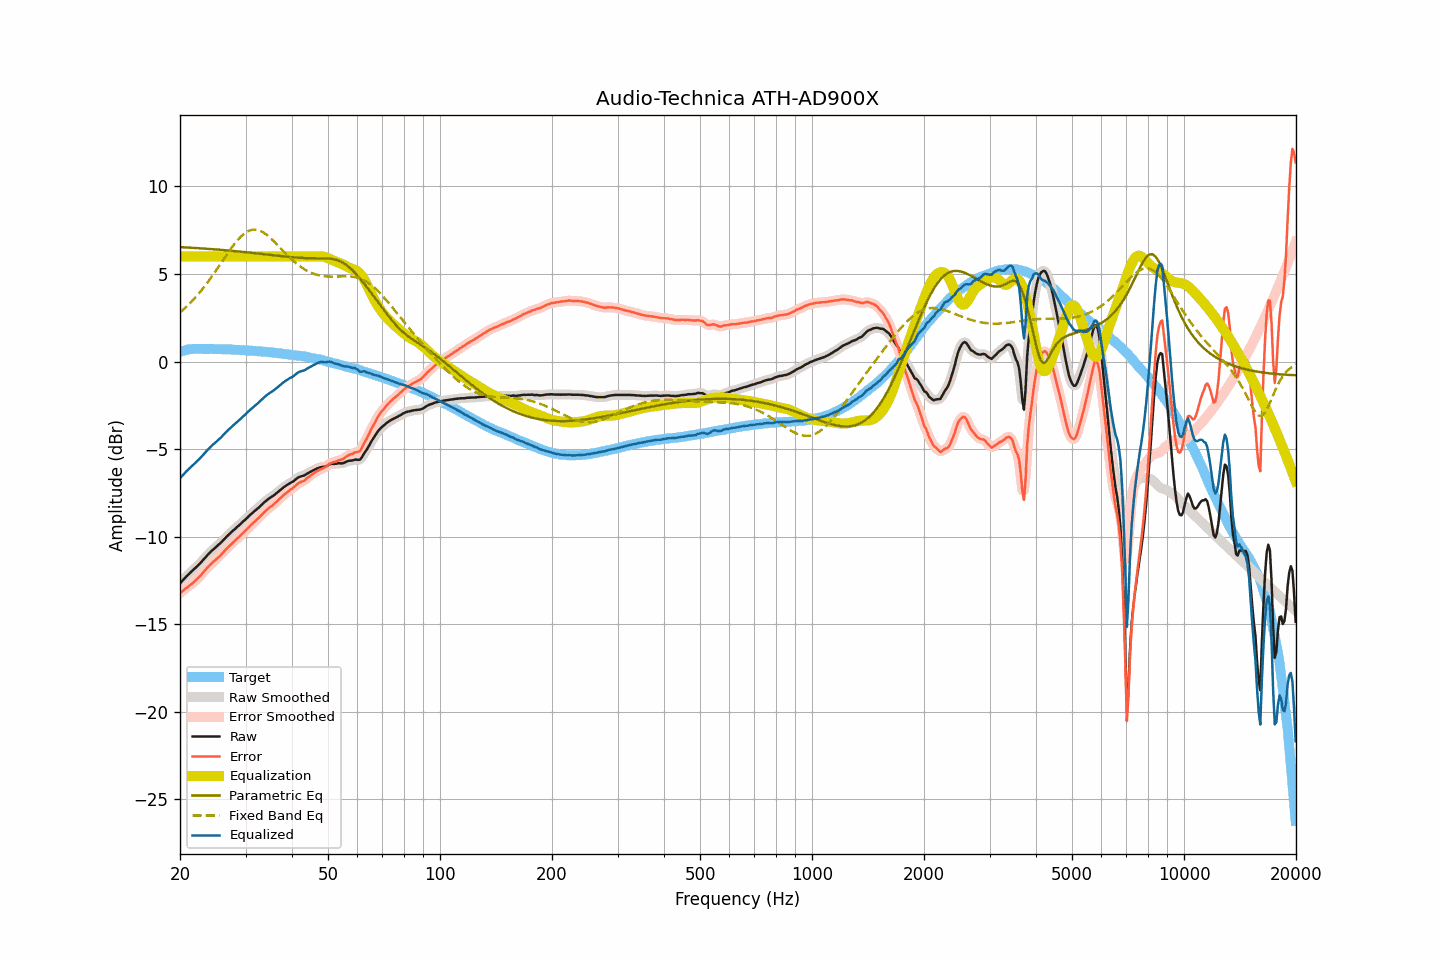 Audio-Technica ATH-AD900X
Amplitude (dBr)
10
5
0
−5
−10
−15
−20
−25
Target
Raw Smoothed
Error Smoothed
Raw
Error
Equalization
Parametric Eq
Fixed Band Eq
Equalized
20 50 100 200 500 1000 2000 5000 10000 20000
Frequency (Hz)